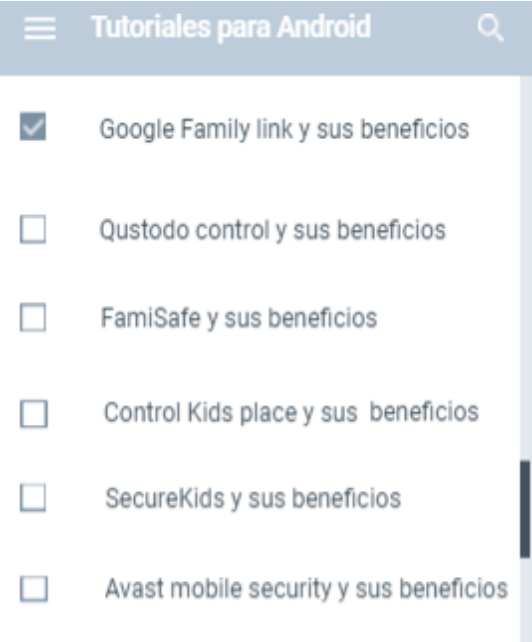 Tutoriales para Android
Google Family link y sus beneficios
Qustodo control y sus beneficios
FamiSafe y sus beneficios
Control Kids place y sus beneficios
SecureKids y sus beneficios
Avast mobile security y sus beneficios